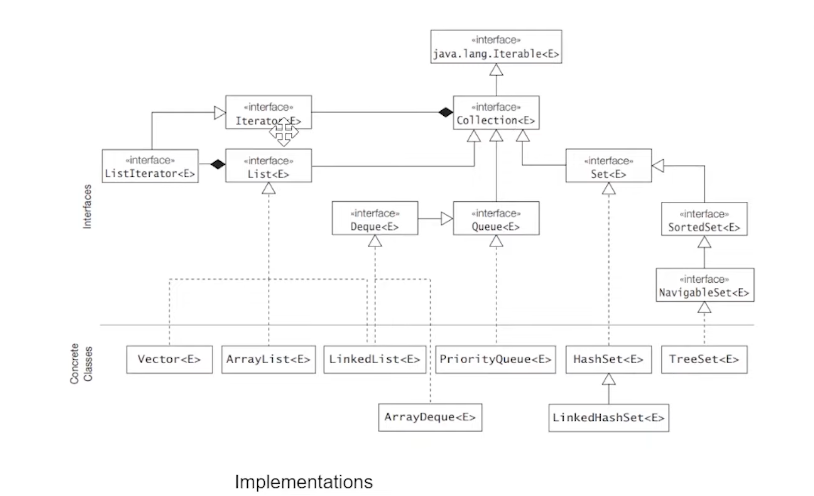 «interface»
java.lang.Iterable<E>
«interface»
Iterator<E>
«interface»
Collection<E>
«interface»
ListIterator<E>
«interface»
List<E>
«interface»
Set<E>
Interfaces
«interface»
Deque<E>
«interface»
Queue<E>
«interface»
SortedSet<E>
«interface»
NavigableSet<E>
Concrete
Classes
Vector<E>
ArrayList<E>
LinkedList<E>
PriorityQueue<E>
HashSet<E>
TreeSet<E>
ArrayDeque<E>
LinkedHashSet<E>
Implementations